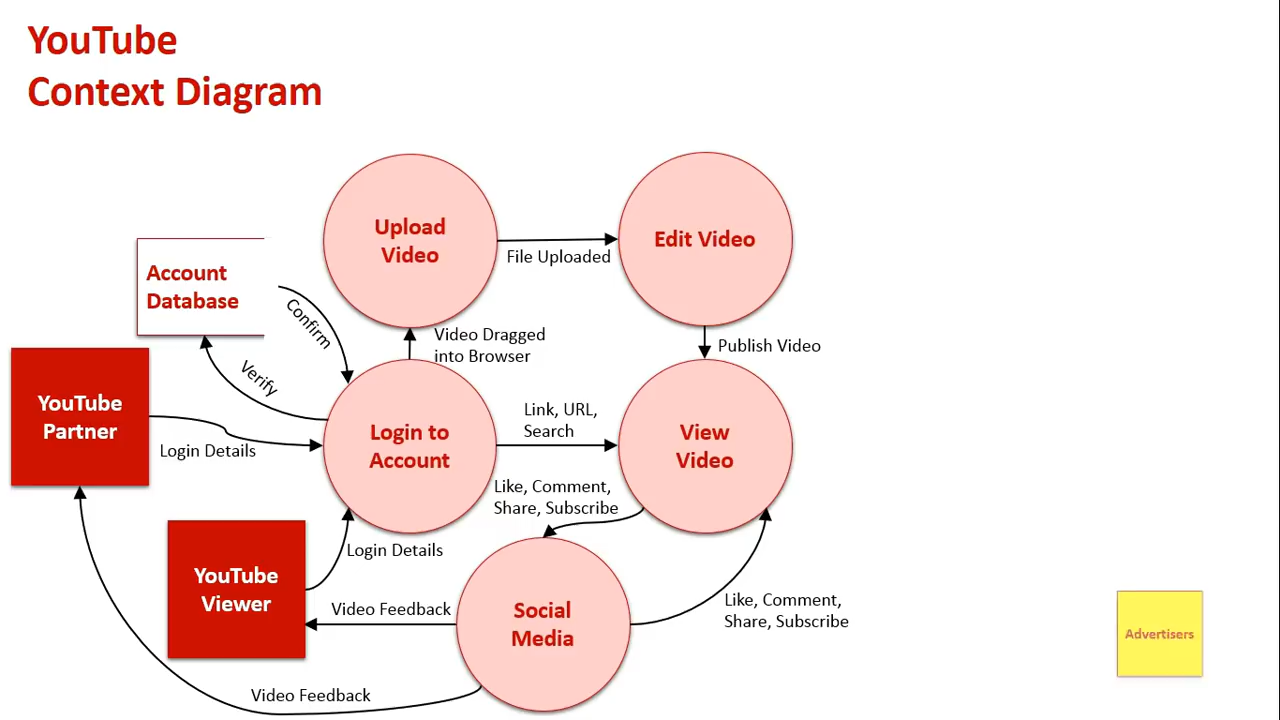 YouTube
Context Diagram
Upload
Video
Edit Video
File Uploaded
Account
Database
Confirm
Video Dragged
into Browser
Publish Video
Verify
YouTube
Partner
Login Details
Login to
Account
Link, URL,
Search
View
Video
Like, Comment,
Share, Subscribe
Login Details
YouTube
Viewer
Video Feedback
Social
Media
Like, Comment,
Share, Subscribe
Advertisers
Video Feedback